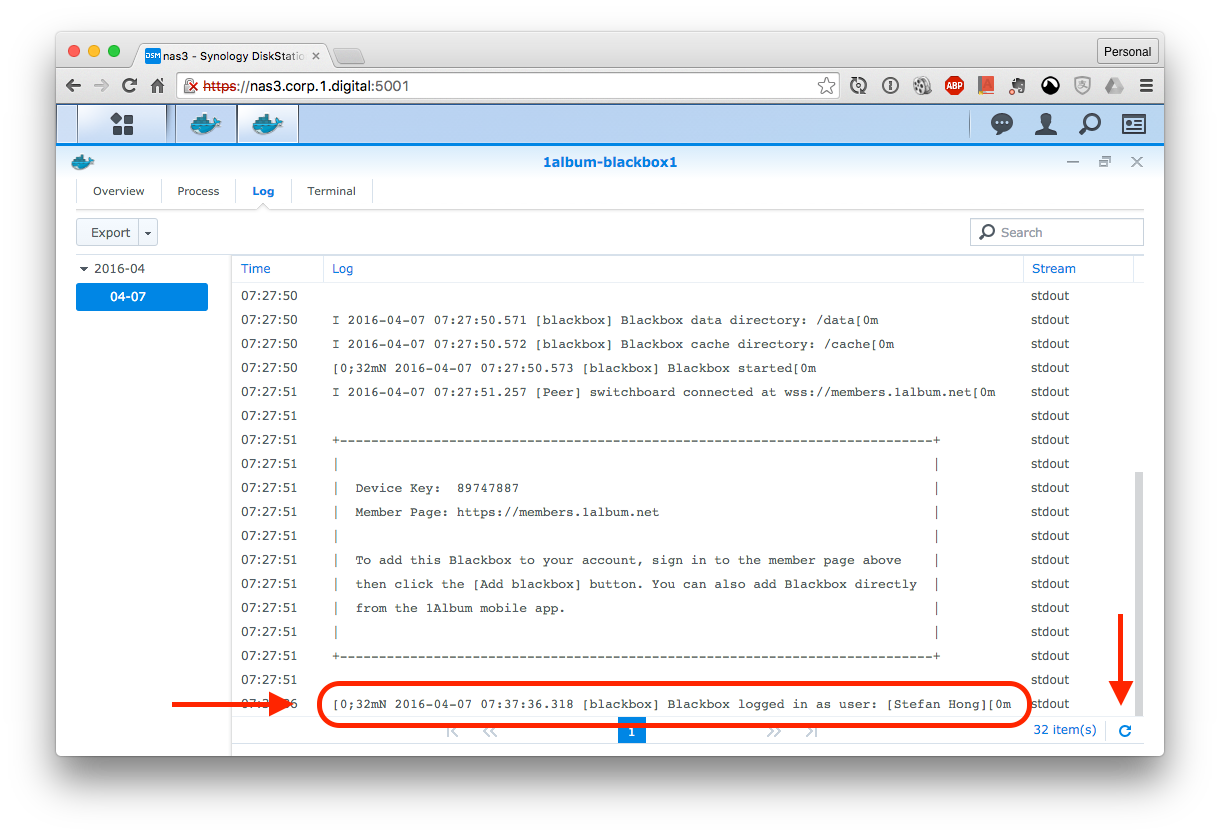 DSM nas3 - Synology DiskStatio
Personal
https://nas3.corp.1.digital:5001
ABP
1album-blackbox1
Overview Process Log Terminal
Export Search
2016-04 Time Log Stream
04-07
07:27:50 stdout
07:27:50 I 2016-04-07 07:27:50.571 [blackbox] Blackbox data directory: /data[0m stdout
07:27:50 I 2016-04-07 07:27:50.572 [blackbox] Blackbox cache directory: /cache[0m stdout
07:27:50 [0;32mN 2016-04-07 07:27:50.573 [blackbox] Blackbox started[0m stdout
07:27:51 I 2016-04-07 07:27:51.257 [Peer] switchboard connected at wss://members.1album.net[0m stdout
07:27:51 stdout
07:27:51 +----------------------------------------------------------------------------+ stdout
07:27:51 | | stdout
07:27:51 | Device Key: 89747887 | stdout
07:27:51 | Member Page: https://members.1album.net | stdout
07:27:51 | | stdout
07:27:51 | To add this Blackbox to your account, sign in to the member page above | stdout
07:27:51 | then click the [Add blackbox] button. You can also add Blackbox directly | stdout
07:27:51 | from the 1Album mobile app. | stdout
07:27:51 | | stdout
07:27:51 +----------------------------------------------------------------------------+ stdout
07:27:51 stdout
[0;32mN 2016-04-07 07:37:36.318 [blackbox] Blackbox logged in as user: [Stefan Hong][0m stdout
1 32 item(s)